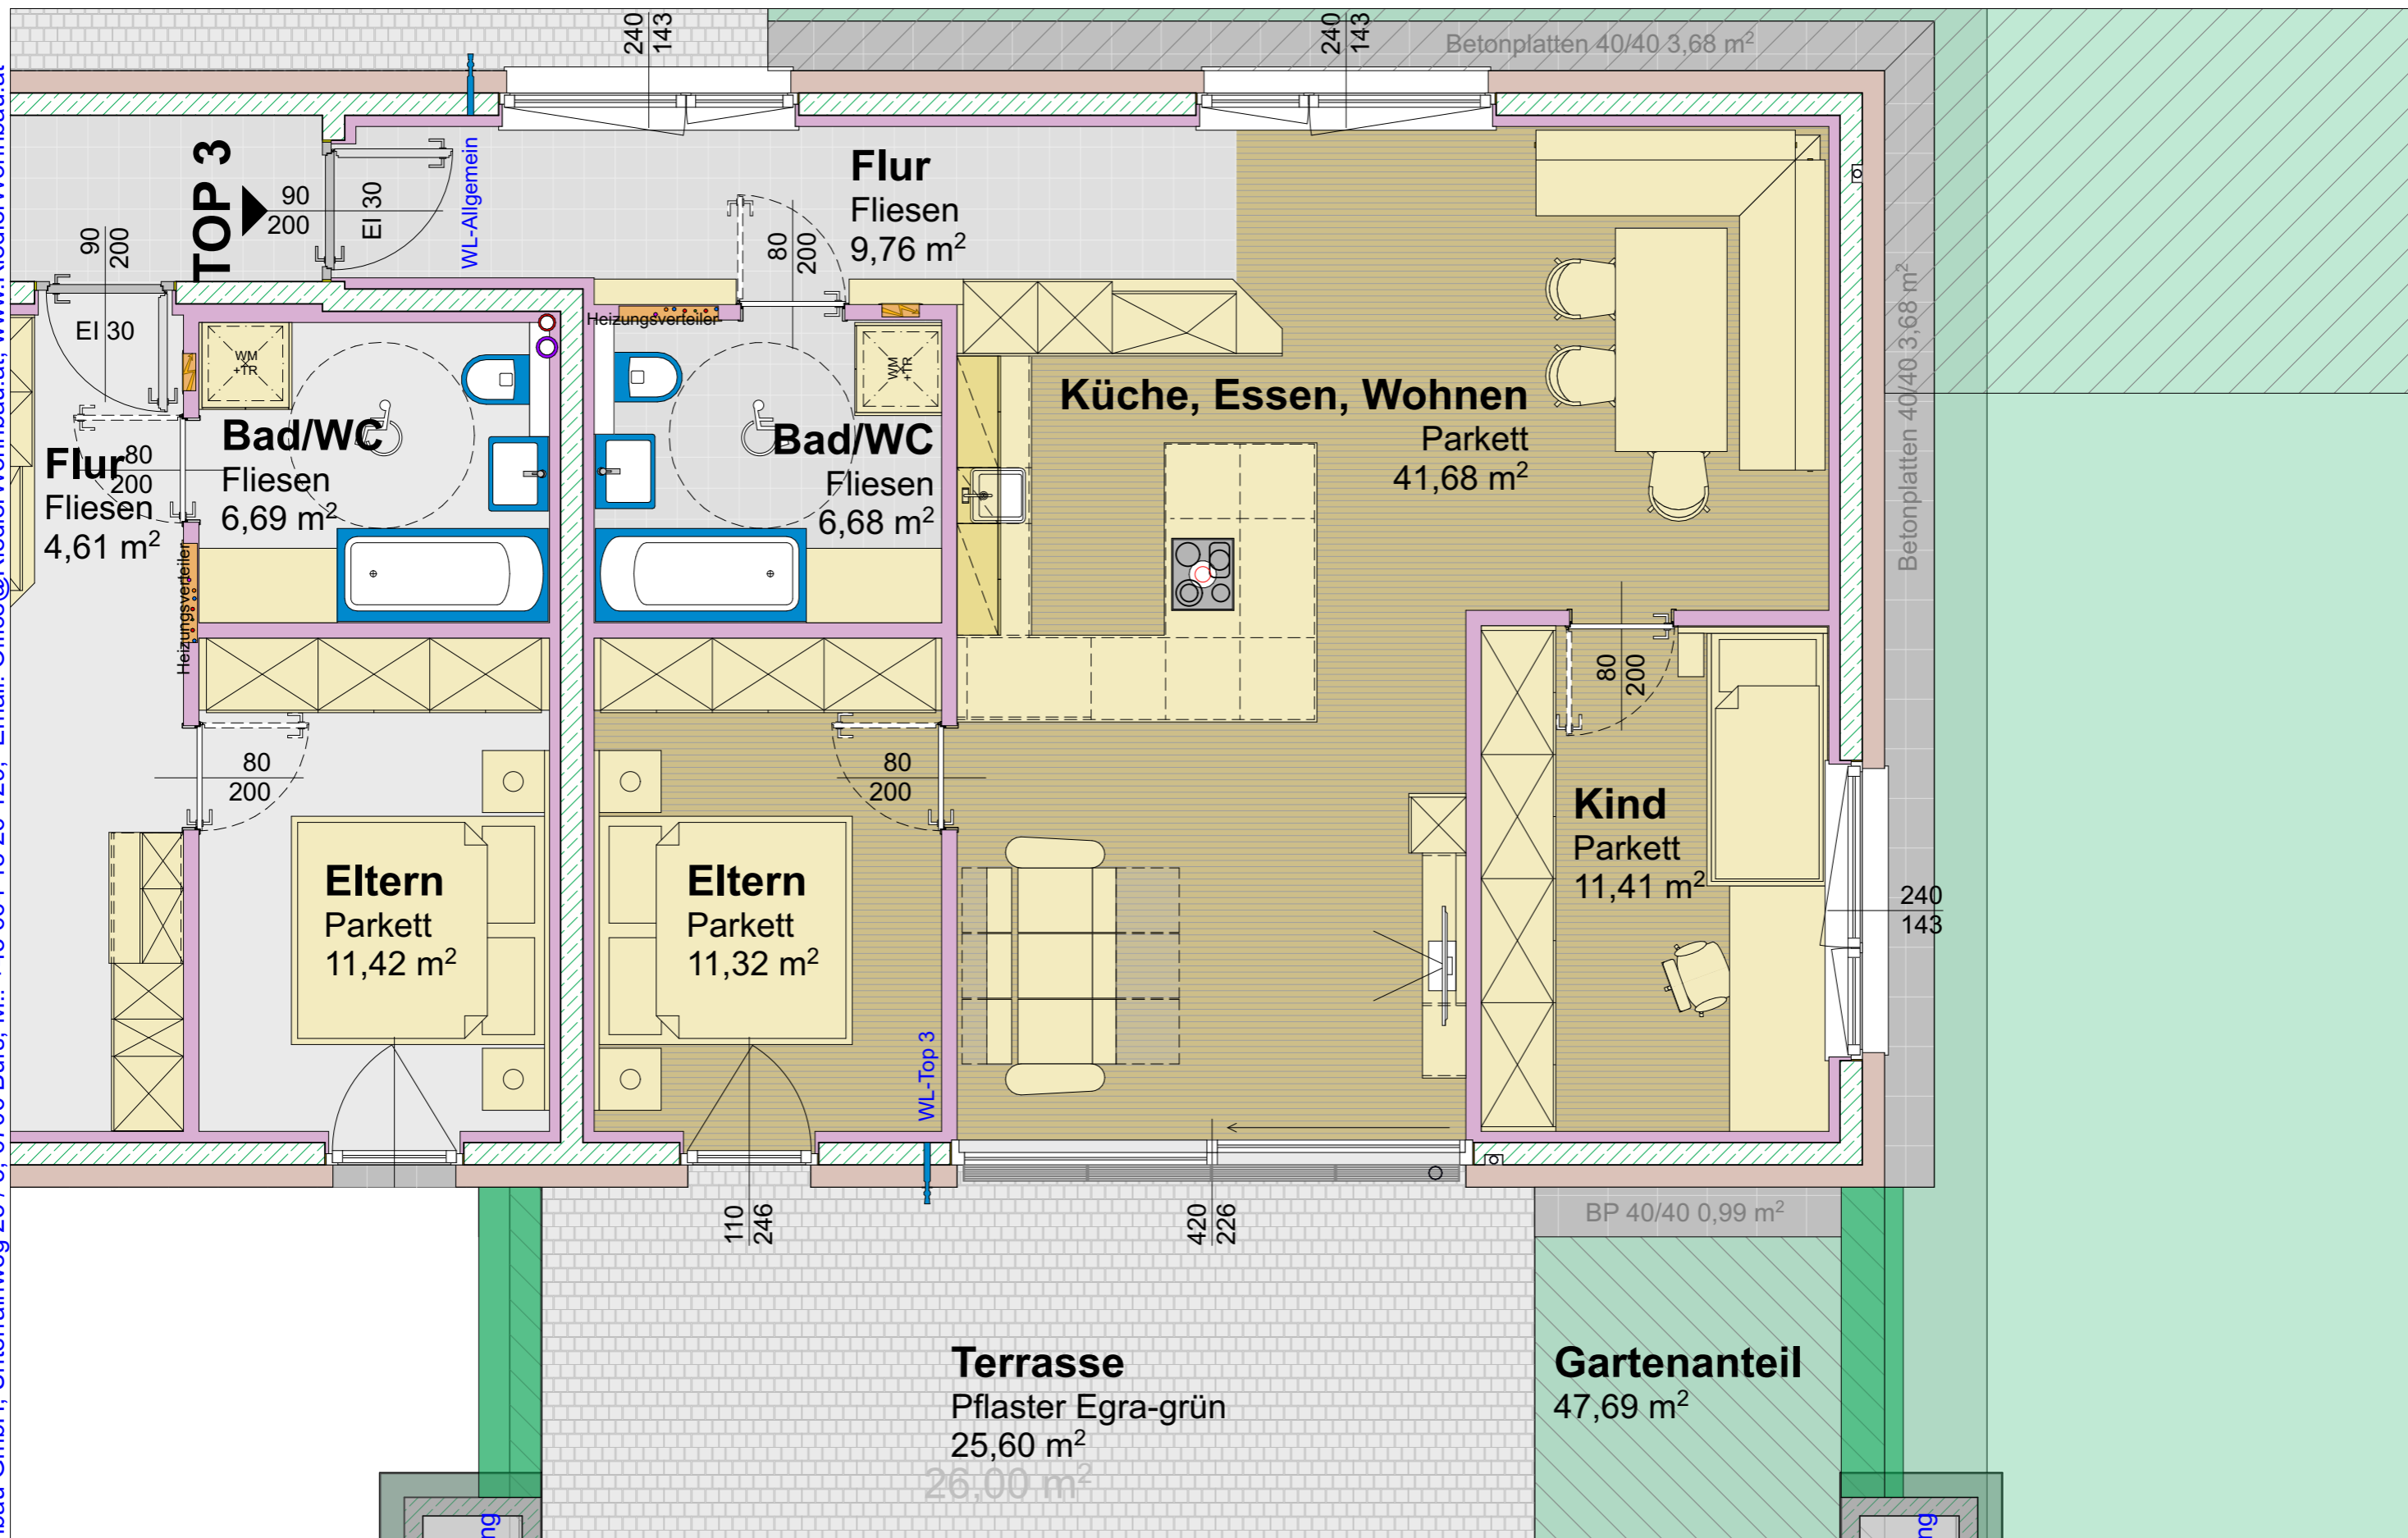 240
143
240
143
Betonplatten 40/40 3,68 m²
TOP 3
90
200
EI 30
WL-Allgemein
Flur
Fliesen
9,76 m²
80
200
90
200
EI 30
Heizungsverteiler
WM
+TR
WM
+TR
Betonplatten 40/40 3,68 m²
Küche, Essen, Wohnen
Parkett
41,68 m²
Bad/WC
Fliesen
6,69 m²
Bad/WC
Fliesen
6,68 m²
Flur
Fliesen
4,61 m²
80
200
Heizungsverteiler
80
200
80
200
80
200
Kind
Parkett
11,41 m²
Eltern
Parkett
11,42 m²
Eltern
Parkett
11,32 m²
240
143
WL-Top 3
110
246
420
226
BP 40/40 0,99 m²
Terrasse
Pflaster Egra-grün
25,60 m²
26,00 m²
Gartenanteil
47,69 m²
ng
ng